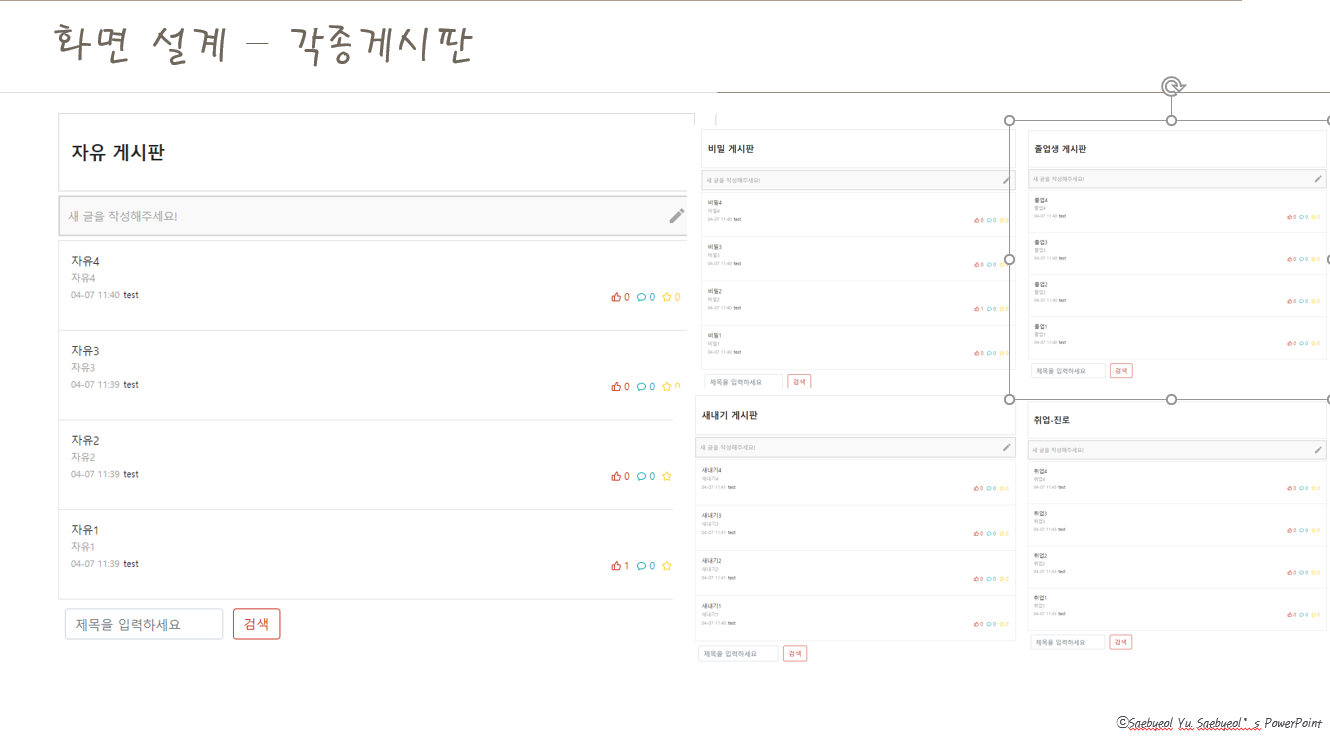 화면 설계 – 각종게시판
자유 게시판
새 글을 작성해주세요!
자유4
자유4
04-07 11:40 test
0 0 0
자유3
자유3
04-07 11:39 test
0 0 0
자유2
자유2
04-07 11:39 test
0 0
자유1
자유1
04-07 11:39 test
1 0
제목을 입력하세요 검색
비밀 게시판
새 글을 작성해주세요!
비밀4
비밀4
04-07 11:40 test
0 0 0
비밀3
비밀3
04-07 11:40 test
0 0
비밀2
비밀2
04-07 11:40 test
1 0 0
비밀1
비밀1
04-07 11:40 test
0 0 0
제목을 입력하세요 검색
졸업생 게시판
새 글을 작성해주세요!
졸업4
졸업4
04-07 11:40 test
0 0 0
졸업3
졸업3
04-07 11:40 test
0 0 0
졸업2
졸업2
04-07 11:40 test
0 0 0
졸업1
졸업1
04-07 11:40 test
0 0 0
제목을 입력하세요 검색
새내기 게시판
새 글을 작성해주세요!
새내기4
새내기4
04-07 11:41 test
0 0 0
새내기3
새내기3
04-07 11:41 test
0 0 0
새내기2
새내기2
04-07 11:41 test
0 0 0
새내기1
새내기1
04-07 11:40 test
0 0 0
제목을 입력하세요 검색
취업·진로
새 글을 작성해주세요!
취업4
취업4
test
0 0 0
취업3
취업3
test
0 0 0
취업2
취업2
test
0 0 0
취업1
취업1
test
0 0 0
제목을 입력하세요 검색
ⓒSaebyeol Yu. Saebyeol's PowerPoint